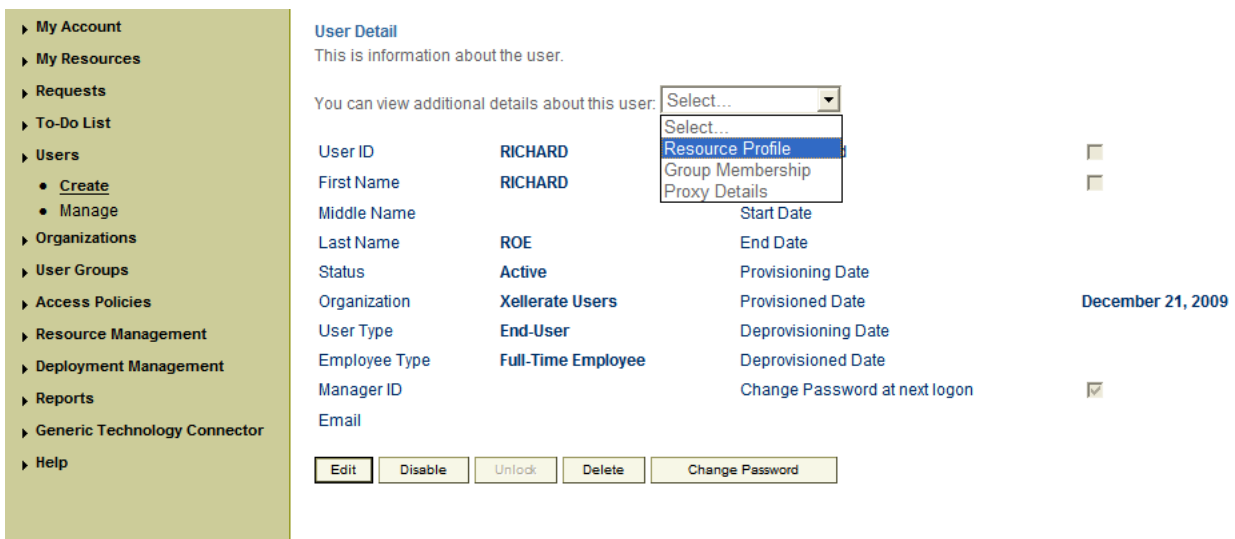 My Account
My Resources
Requests
To-Do List
Users
Create
Manage
Organizations
User Groups
Access Policies
Resource Management
Deployment Management
Reports
Generic Technology Connector
Help
User Detail
This is information about the user.
You can view additional details about this user: Select...
Select...
Resource Profile
Group Membership
Proxy Details
User ID RICHARD
First Name RICHARD
Middle Name Start Date
Last Name ROE End Date
Status Active Provisioning Date
Organization Xellerate Users Provisioned Date December 21, 2009
User Type End-User Deprovisioning Date
Employee Type Full-Time Employee Deprovisioned Date
Manager ID Change Password at next logon
Email
Edit Disable Unlock Delete Change Password